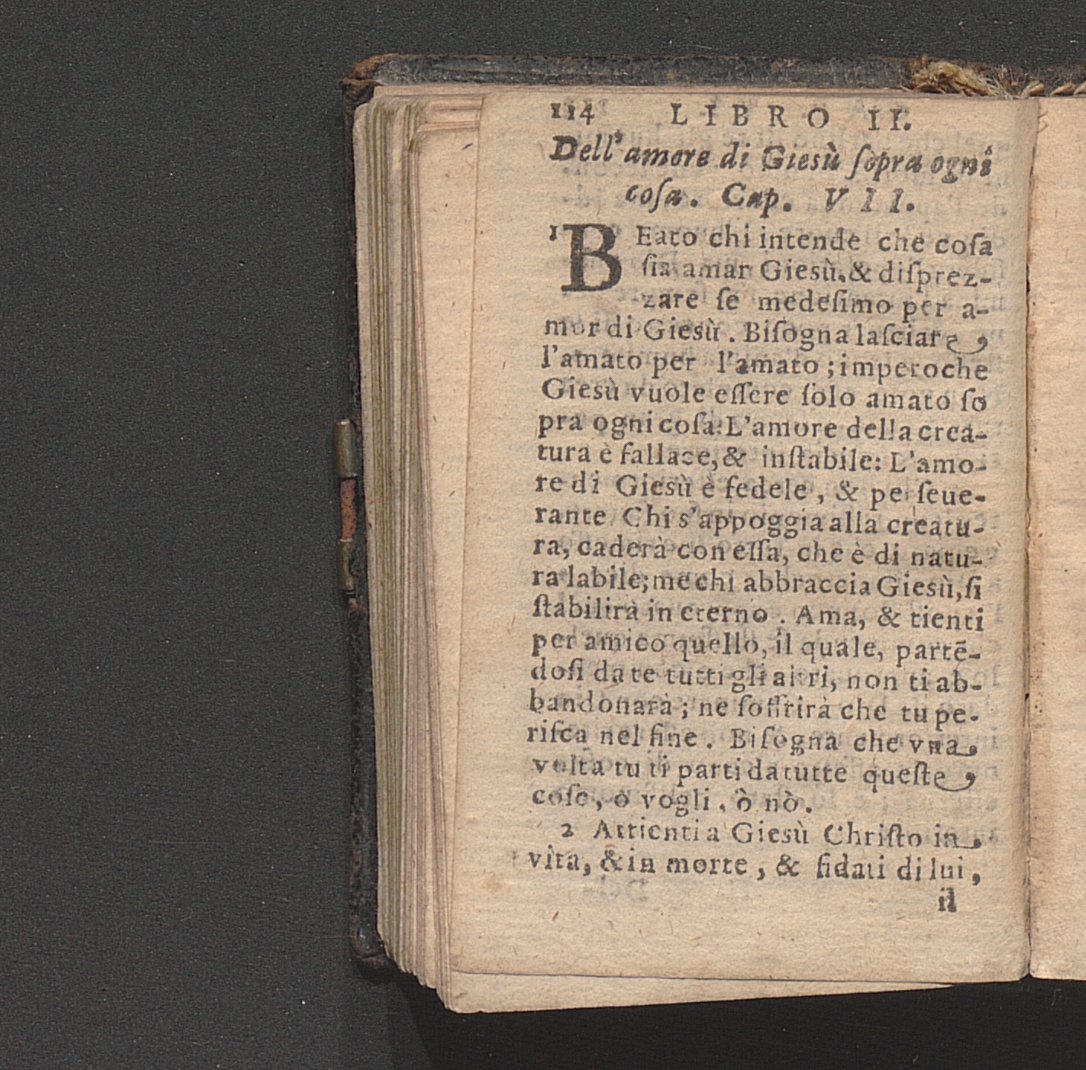 114 LIBRO II.
Dell'amore di Giesù ſopra ogni
coſa. Cap. VII.
1 BEato chi intende che coſa
ſia amar Giesù, & diſprez-
zare ſe medeſimo per a-
mor di Giesù. Biſogna laſciare
l'amato per l'amato; imperoche
Giesù vuole eſſere ſolo amato ſo
pra ogni coſa: L'amore della crea-
tura è fallace, & inſtabile: L'amo-
re di Giesù è fedele, & perſeue-
rante. Chi s'appoggia alla creatu-
ra, caderà con eſſa, che è di natu-
ra labile; me chi abbraccia Giesù, ſi
ſtabilirà in eterno. Ama, & tienti
per amico quello, il quale, partē-
doſi da te tutti gli altri, non ti ab-
bandonarà; ne ſoffrirà che tu pe-
riſca nel fine. Biſogna che vna
volta tu ti parti da tutte queſte
coſe, ò vogli, ò nò.
2 Attienti a Giesù Chriſto in
vita, & in morte, & fidati di lui,
il